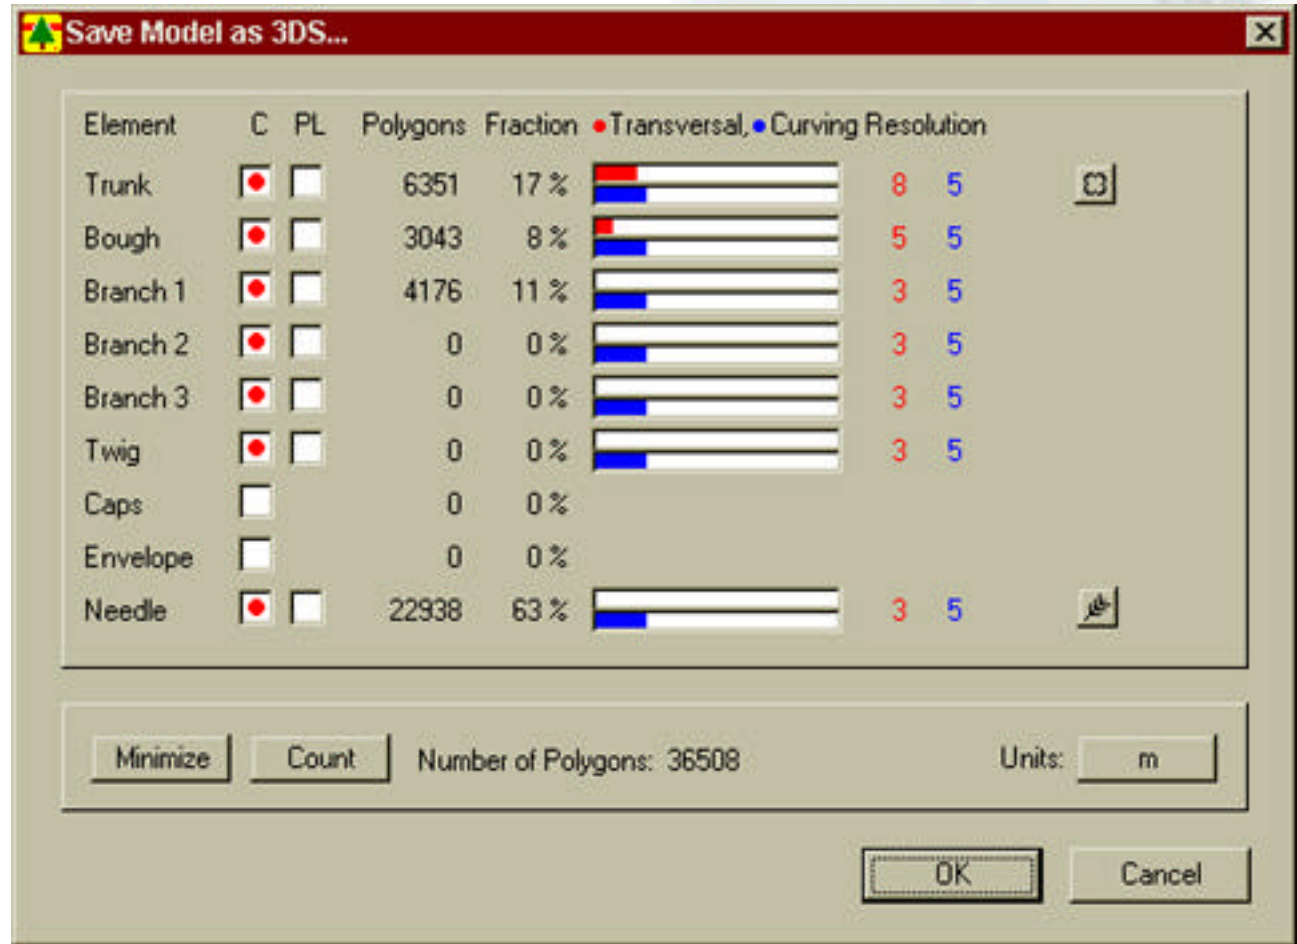 Save Model as 3DS...
Element C PL Polygons Fraction •Transversal, •Curving Resolution
Trunk 6351 17 % 8 5
Bough 3043 8 % 5 5
Branch 1 4176 11 % 3 5
Branch 2 0 0 % 3 5
Branch 3 0 0 % 3 5
Twig 0 0 % 3 5
Caps 0 0 %
Envelope 0 0 %
Needle 22938 63 % 3 5
Minimize Count Number of Polygons: 36508 Units: m
OK Cancel